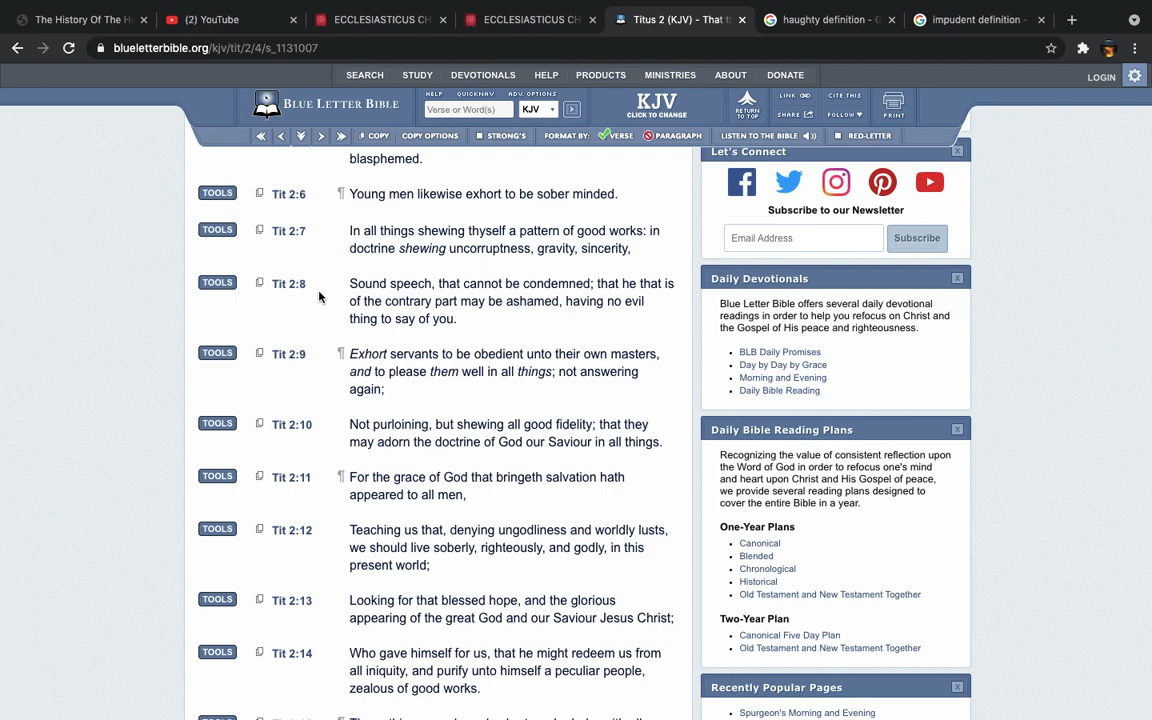 The History Of The H
(2) YouTube
ECCLESIASTICUS CH
ECCLESIASTICUS CH
Titus 2 (KJV) - That th
haughty definition - G
impudent definition -
blueletterbible.org/kjv/tit/2/4/s_1131007
SEARCH STUDY DEVOTIONALS HELP PRODUCTS MINISTRIES ABOUT DONATE
LOGIN
BLUE LETTER BIBLE
HELP QUICKNAV ADV. OPTIONS
Verse or Word(s) KJV
KJV
CLICK TO CHANGE
RETURN TO TOP
LINK CITE THIS
SHARE FOLLOW
PRINT
COPY COPY OPTIONS STRONG'S FORMAT BY: VERSE PARAGRAPH LISTEN TO THE BIBLE RED-LETTER
blasphemed.
TOOLS Tit 2:6 ¶ Young men likewise exhort to be sober minded.
TOOLS Tit 2:7 In all things shewing thyself a pattern of good works: in
doctrine shewing uncorruptness, gravity, sincerity,
TOOLS Tit 2:8 Sound speech, that cannot be condemned; that he that is
of the contrary part may be ashamed, having no evil
thing to say of you.
TOOLS Tit 2:9 ¶ Exhort servants to be obedient unto their own masters,
and to please them well in all things; not answering
again;
TOOLS Tit 2:10 Not purloining, but shewing all good fidelity; that they
may adorn the doctrine of God our Saviour in all things.
TOOLS Tit 2:11 ¶ For the grace of God that bringeth salvation hath
appeared to all men,
TOOLS Tit 2:12 Teaching us that, denying ungodliness and worldly lusts,
we should live soberly, righteously, and godly, in this
present world;
TOOLS Tit 2:13 Looking for that blessed hope, and the glorious
appearing of the great God and our Saviour Jesus Christ;
TOOLS Tit 2:14 Who gave himself for us, that he might redeem us from
all iniquity, and purify unto himself a peculiar people,
zealous of good works.
Let's Connect
Subscribe to our Newsletter
Email Address Subscribe
Daily Devotionals
Blue Letter Bible offers several daily devotional
readings in order to help you refocus on Christ and
the Gospel of His peace and righteousness.
BLB Daily Promises
Day by Day by Grace
Morning and Evening
Daily Bible Reading
Daily Bible Reading Plans
Recognizing the value of consistent reflection upon
the Word of God in order to refocus one's mind
and heart upon Christ and His Gospel of peace,
we provide several reading plans designed to
cover the entire Bible in a year.
One-Year Plans
Canonical
Blended
Chronological
Historical
Old Testament and New Testament Together
Two-Year Plan
Canonical Five Day Plan
Old Testament and New Testament Together
Recently Popular Pages
Spurgeon's Morning and Evening